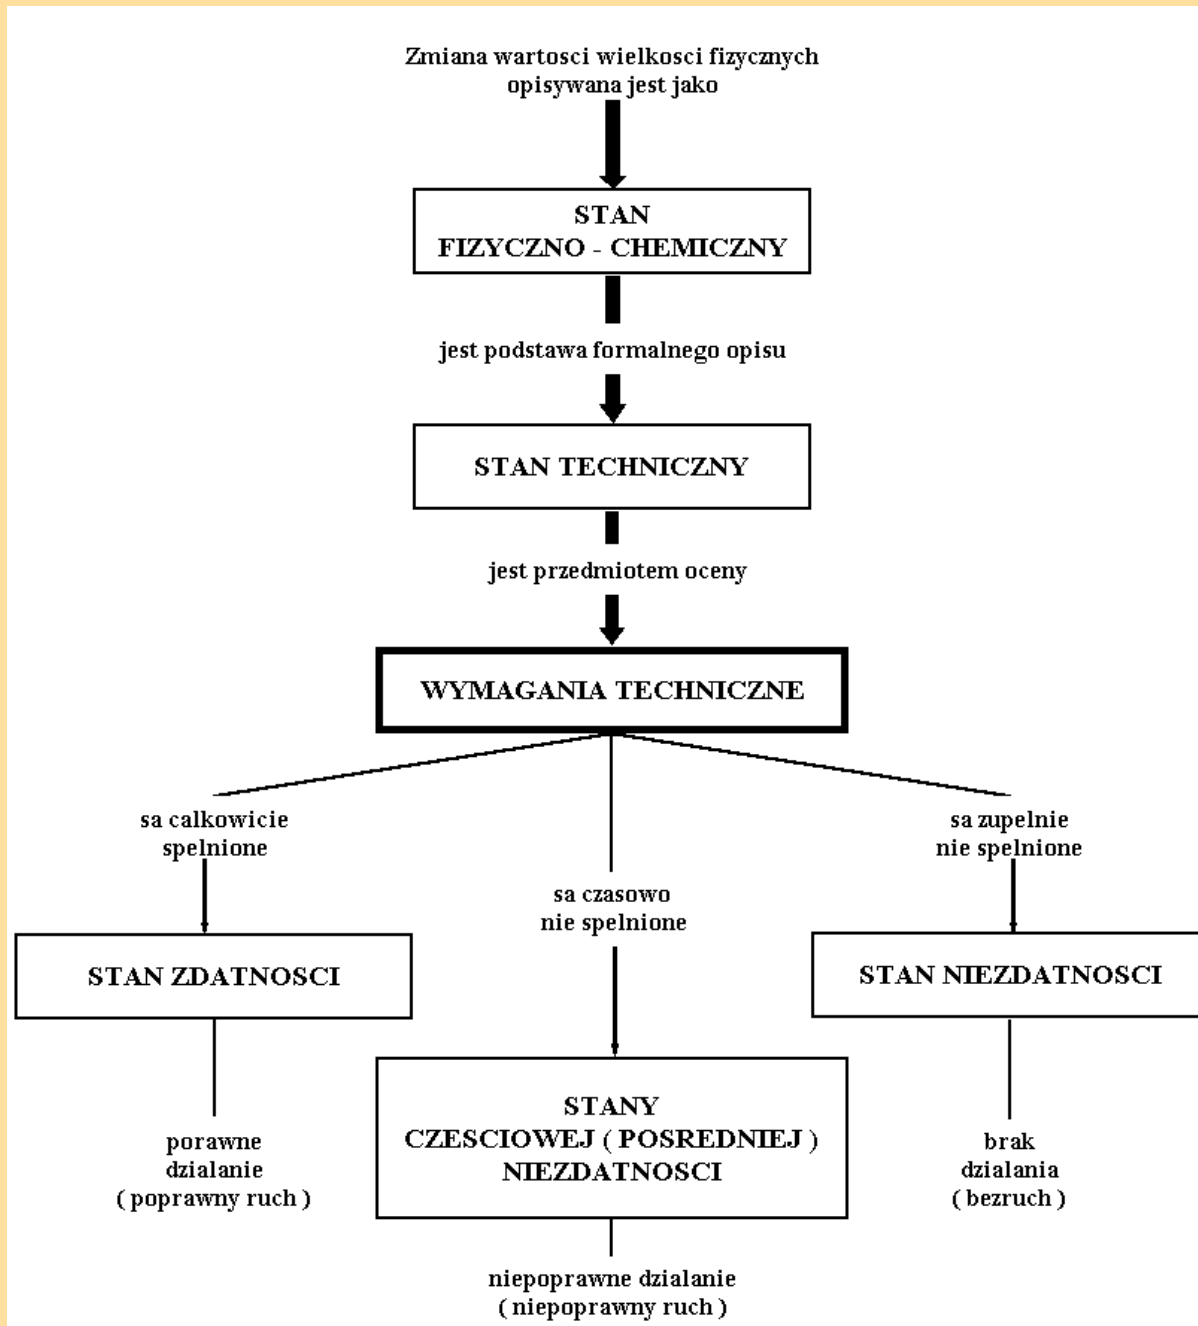 Zmiana wartosci wielkosci fizycznych
opisywana jest jako
STAN
FIZYCZNO - CHEMICZNY
jest podstawa formalnego opisu
STAN TECHNICZNY
jest przedmiotem oceny
WYMAGANIA TECHNICZNE
sa calkowicie
spelnione
sa czasowo
nie spelnione
sa zupelnie
nie spelnione
STAN ZDATNOSCI
STANY
CZESCIOWEJ ( POSREDNIEJ )
NIEZDATNOSCI
STAN NIEZDATNOSCI
porawne
dzialanie
( poprawny ruch )
niepoprawne dzialanie
( niepoprawny ruch )
brak
dzialania
( bezruch )